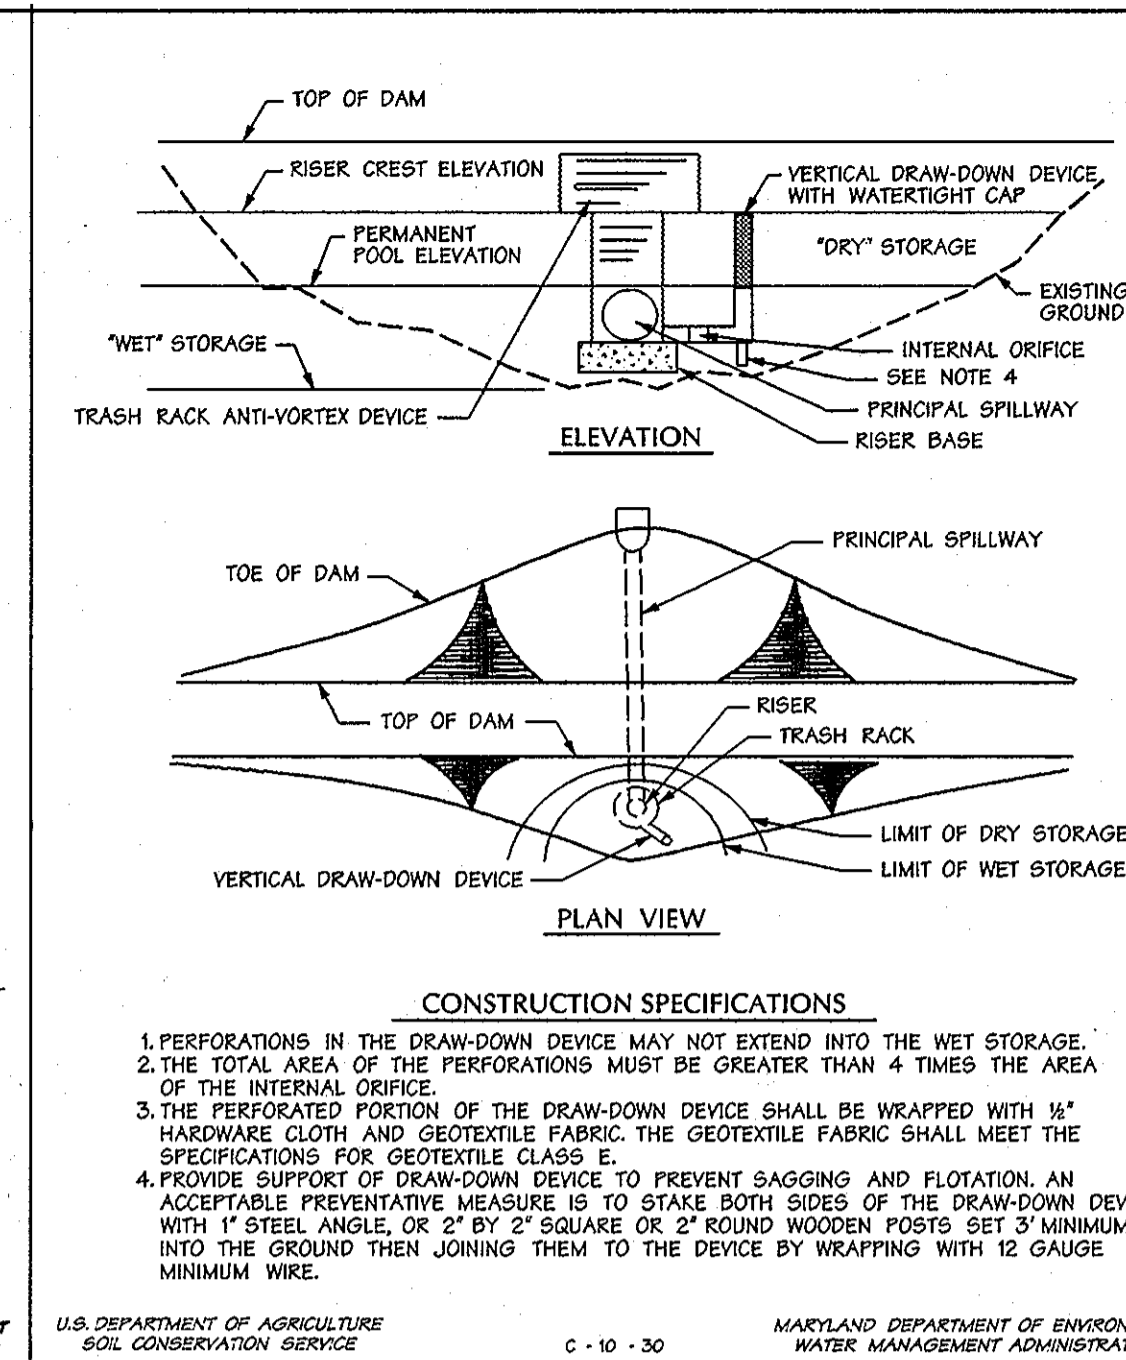 TOP OF DAM
RISER CREST ELEVATION
VERTICAL DRAW-DOWN DEVICE
WITH WATERTIGHT CAP
PERMANENT
POOL ELEVATION
"DRY" STORAGE
EXISTING
GROUND
"WET" STORAGE
INTERNAL ORIFICE
SEE NOTE 4
TRASH RACK ANTI-VORTEX DEVICE
PRINCIPAL SPILLWAY
RISER BASE
ELEVATION
PRINCIPAL SPILLWAY
TOE OF DAM
RISER
TOP OF DAM
TRASH RACK
LIMIT OF DRY STORAGE
LIMIT OF WET STORAGE
VERTICAL DRAW-DOWN DEVICE
PLAN VIEW
CONSTRUCTION SPECIFICATIONS
1. PERFORATIONS IN THE DRAW-DOWN DEVICE MAY NOT EXTEND INTO THE WET STORAGE.
2. THE TOTAL AREA OF THE PERFORATIONS MUST BE GREATER THAN 4 TIMES THE AREA
OF THE INTERNAL ORIFICE.
3. THE PERFORATED PORTION OF THE DRAW-DOWN DEVICE SHALL BE WRAPPED WITH ½"
HARDWARE CLOTH AND GEOTEXTILE FABRIC. THE GEOTEXTILE FABRIC SHALL MEET THE
SPECIFICATIONS FOR GEOTEXTILE CLASS E.
4. PROVIDE SUPPORT OF DRAW-DOWN DEVICE TO PREVENT SAGGING AND FLOTATION. AN
ACCEPTABLE PREVENTATIVE MEASURE IS TO STAKE BOTH SIDES OF THE DRAW-DOWN DEV
WITH 1" STEEL ANGLE, OR 2" BY 2" SQUARE OR 2" ROUND WOODEN POSTS SET 3' MINIMUM
INTO THE GROUND THEN JOINING THEM TO THE DEVICE BY WRAPPING WITH 12 GAUGE
MINIMUM WIRE.
U.S. DEPARTMENT OF AGRICULTURE
SOIL CONSERVATION SERVICE
C - 10 - 30
MARYLAND DEPARTMENT OF ENVIRON
WATER MANAGEMENT ADMINISTRAT